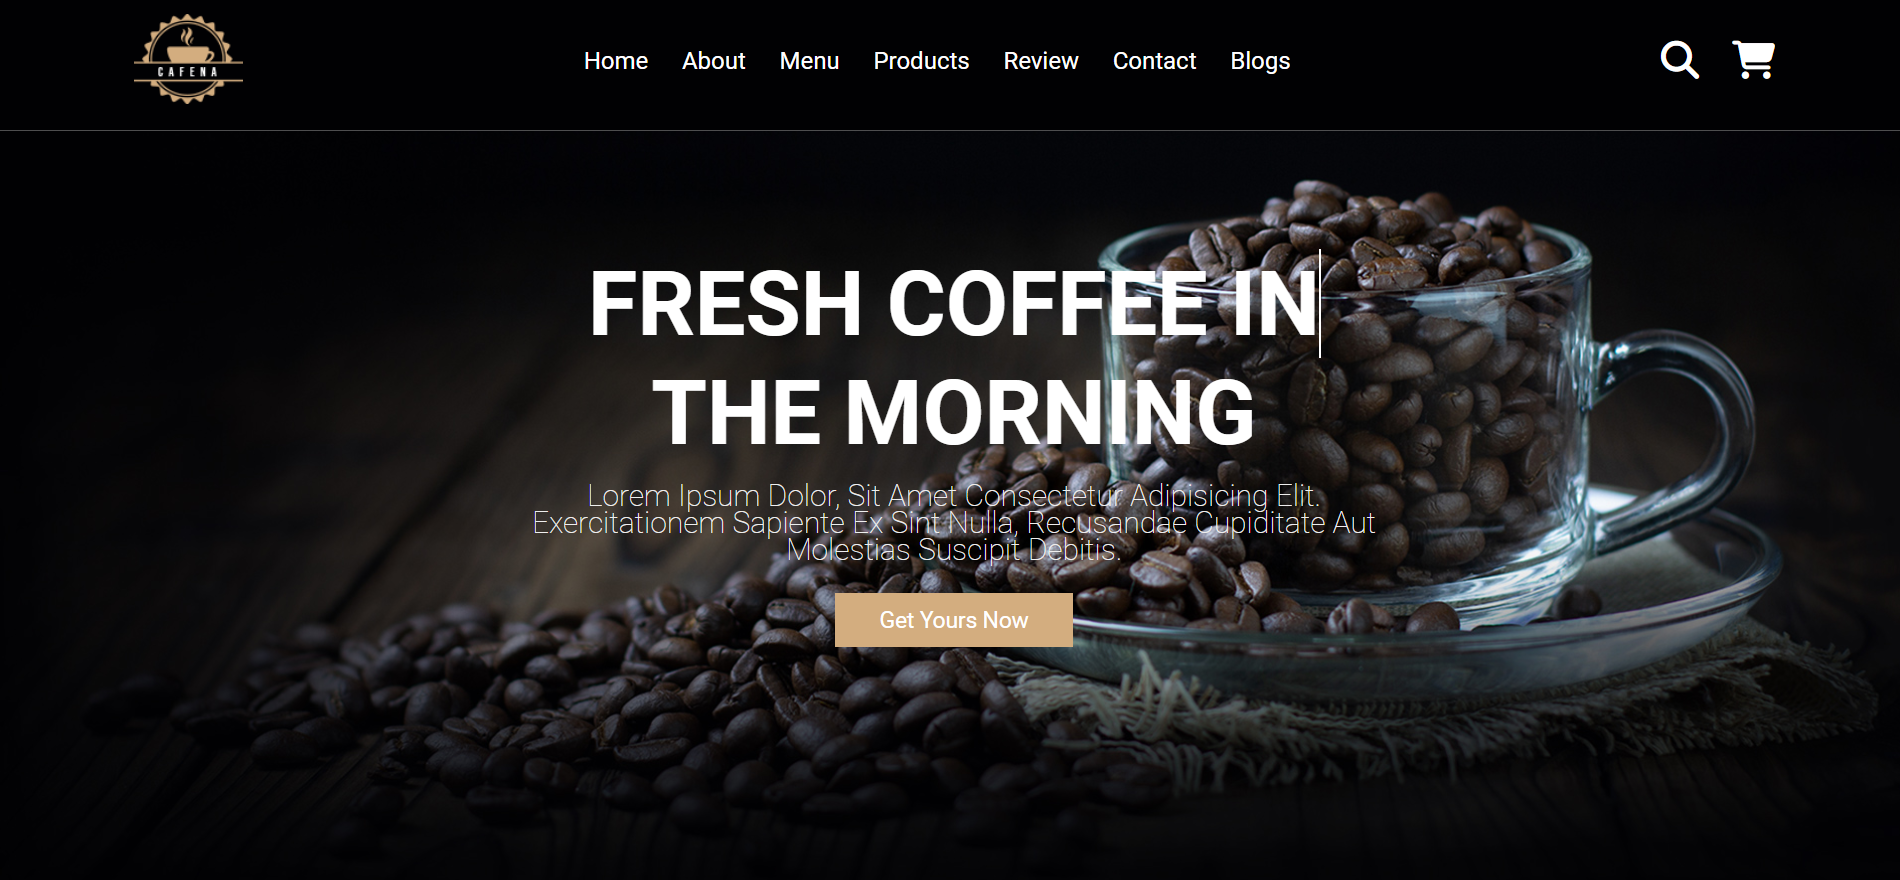 CAFENA
Home About Menu Products Review Contact Blogs
FRESH COFFEE IN
THE MORNING
Lorem Ipsum Dolor, Sit Amet Consectetur Adipisicing Elit.
Exercitationem Sapiente Ex Sint Nulla, Recusandae Cupiditate Aut
Molestias Suscipit Debitis.
Get Yours Now